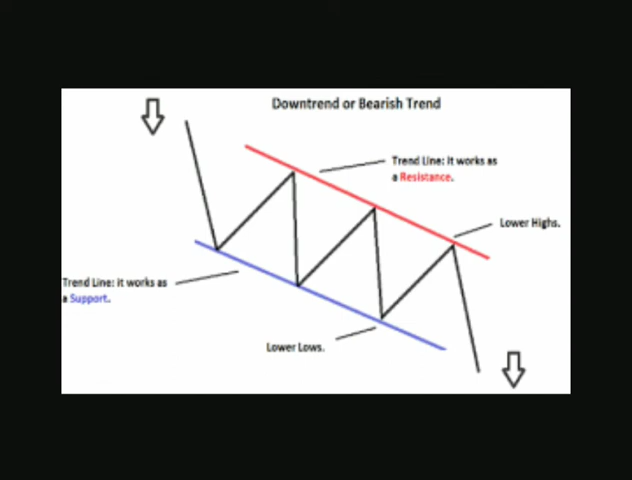 Downtrend or Bearish Trend
Trend Line: it works as
a Resistance.
Lower Highs.
Trend Line: it works as
a Support.
Lower Lows.